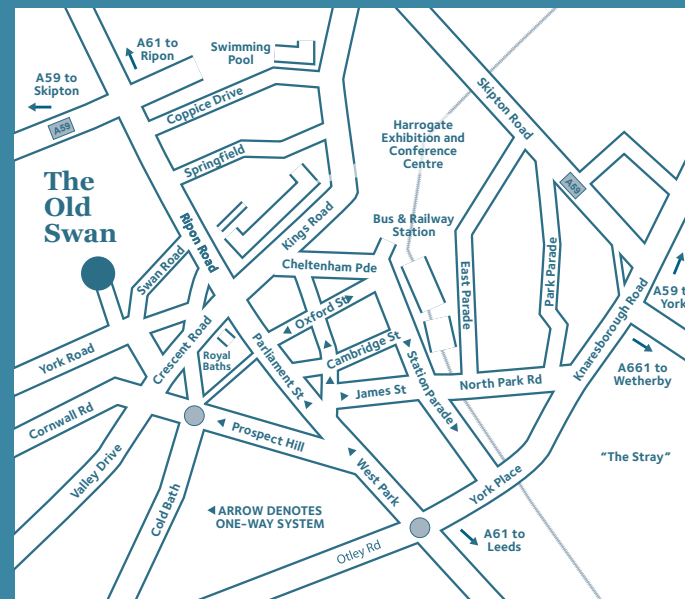 A61 to
Ripon
Swimming
Pool
A59 to
Skipton
A59
Coppice Drive
Skipton Road
Harrogate
Exhibition and
Conference
Centre
Springfield
The
Old
Swan
A59
Ripon Road
Kings Road
Bus & Railway
Station
Swan Road
Cheltenham Pde
East Parade
Park Parade
A59 to
York
Oxford St
Knaresborough Road
Crescent Road
Royal
Baths
Parliament St
Cambridge St
Station Parade
York Road
A661 to
Wetherby
James St
North Park Rd
Cornwall Rd
Prospect Hill
Valley Drive
West Park
"The Stray"
Cold Bath
York Place
ARROW DENOTES
ONE-WAY SYSTEM
A61 to
Leeds
Otley Rd